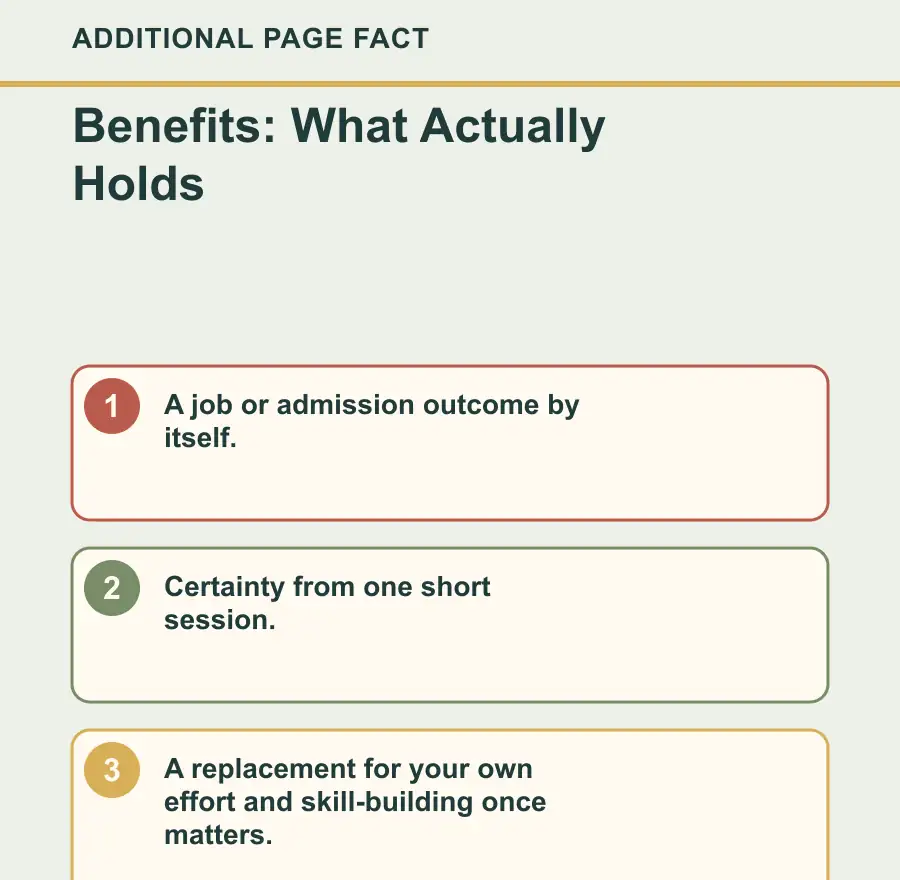 ADDITIONAL PAGE FACT
Benefits: What Actually
Holds
1
A job or admission outcome by
itself.
2
Certainty from one short
session.
3
A replacement for your own
effort and skill-building once
matters.